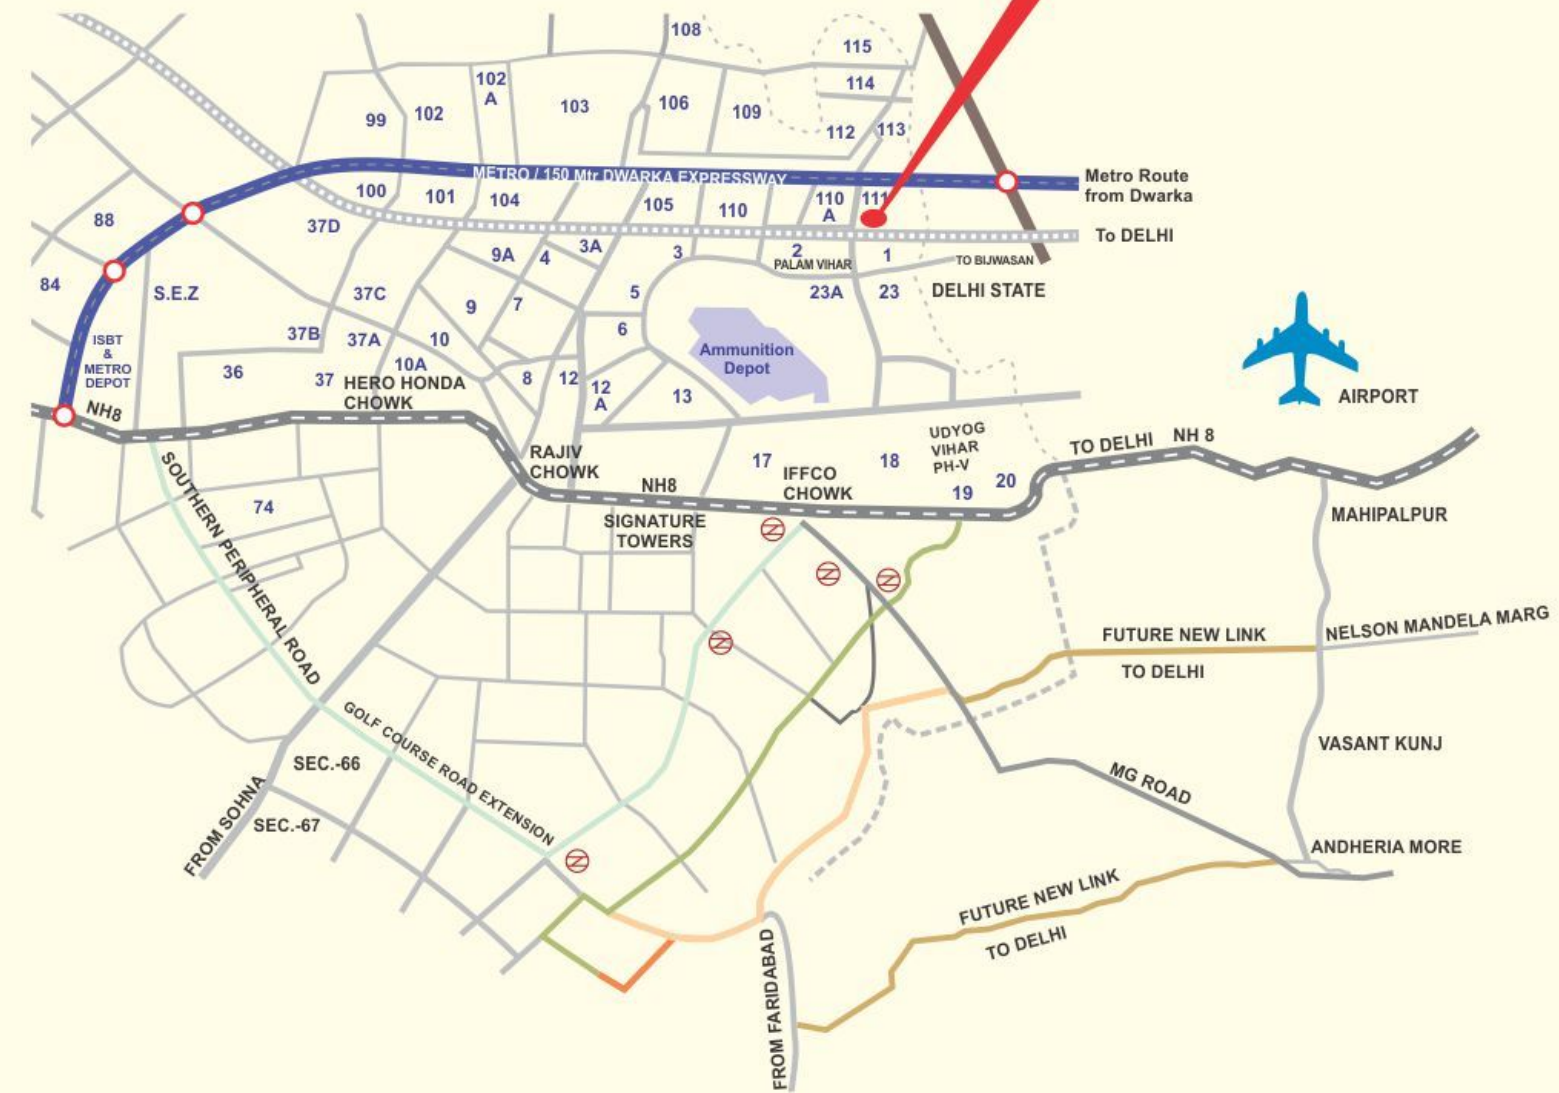 108
115
114
102
A
103
106
109
99
102
112
113
METRO / 150 Mtr DWARKA EXPRESSWAY
Metro Route
from Dwarka
100
101
104
105
110
110
A
111
88
37D
To DELHI
9A
4
3A
3
2
1
PALAM VIHAR
TO BIJWASAN
84
S.E.Z
37C
9
7
5
23A
23
DELHI STATE
37B
37A
10
6
ISBT
&
METRO
DEPOT
Ammunition
Depot
36
37
10A
HERO HONDA
CHOWK
8
12
12
A
13
AIRPORT
NH8
RAJIV
CHOWK
17
IFFCO
CHOWK
18
UDYOG
VIHAR
PH-V
19
20
TO DELHI
NH 8
NH8
SIGNATURE
TOWERS
MAHIPALPUR
74
SOUTHERN PERIPHERAL ROAD
FUTURE NEW LINK
TO DELHI
NELSON MANDELA MARG
GOLF COURSE ROAD EXTENSION
SEC.-66
VASANT KUNJ
MG ROAD
FROM SOHNA
SEC.-67
ANDHERIA MORE
FUTURE NEW LINK
TO DELHI
FROM FARIDABAD